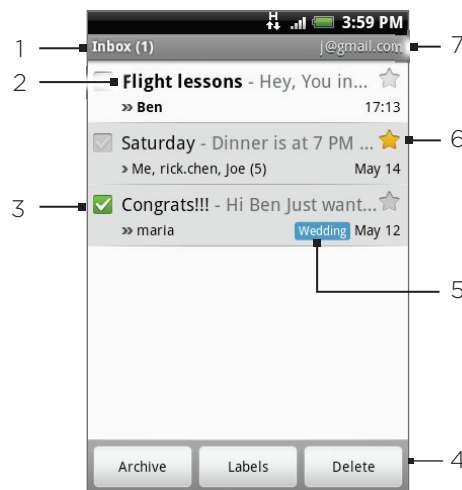 H 3:59 PM
1 Inbox (1) j@gmail.com 7
2 Flight lessons - Hey, You in...
» Ben 17:13
Saturday - Dinner is at 7 PM ... 6
› Me, rick.chen, Joe (5) May 14
3 Congrats!!! - Hi Ben Just want...
» maria Wedding May 12
5
Archive Labels Delete 4